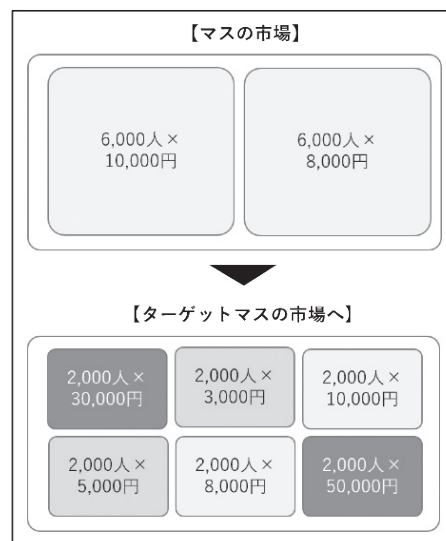 【マスの市場】
6,000人×
10,000円
6,000人×
8,000円
【ターゲットマスの市場へ】
2,000人×
30,000円
2,000人×
3,000円
2,000人×
10,000円
2,000人×
5,000円
2,000人×
8,000円
2,000人×
50,000円